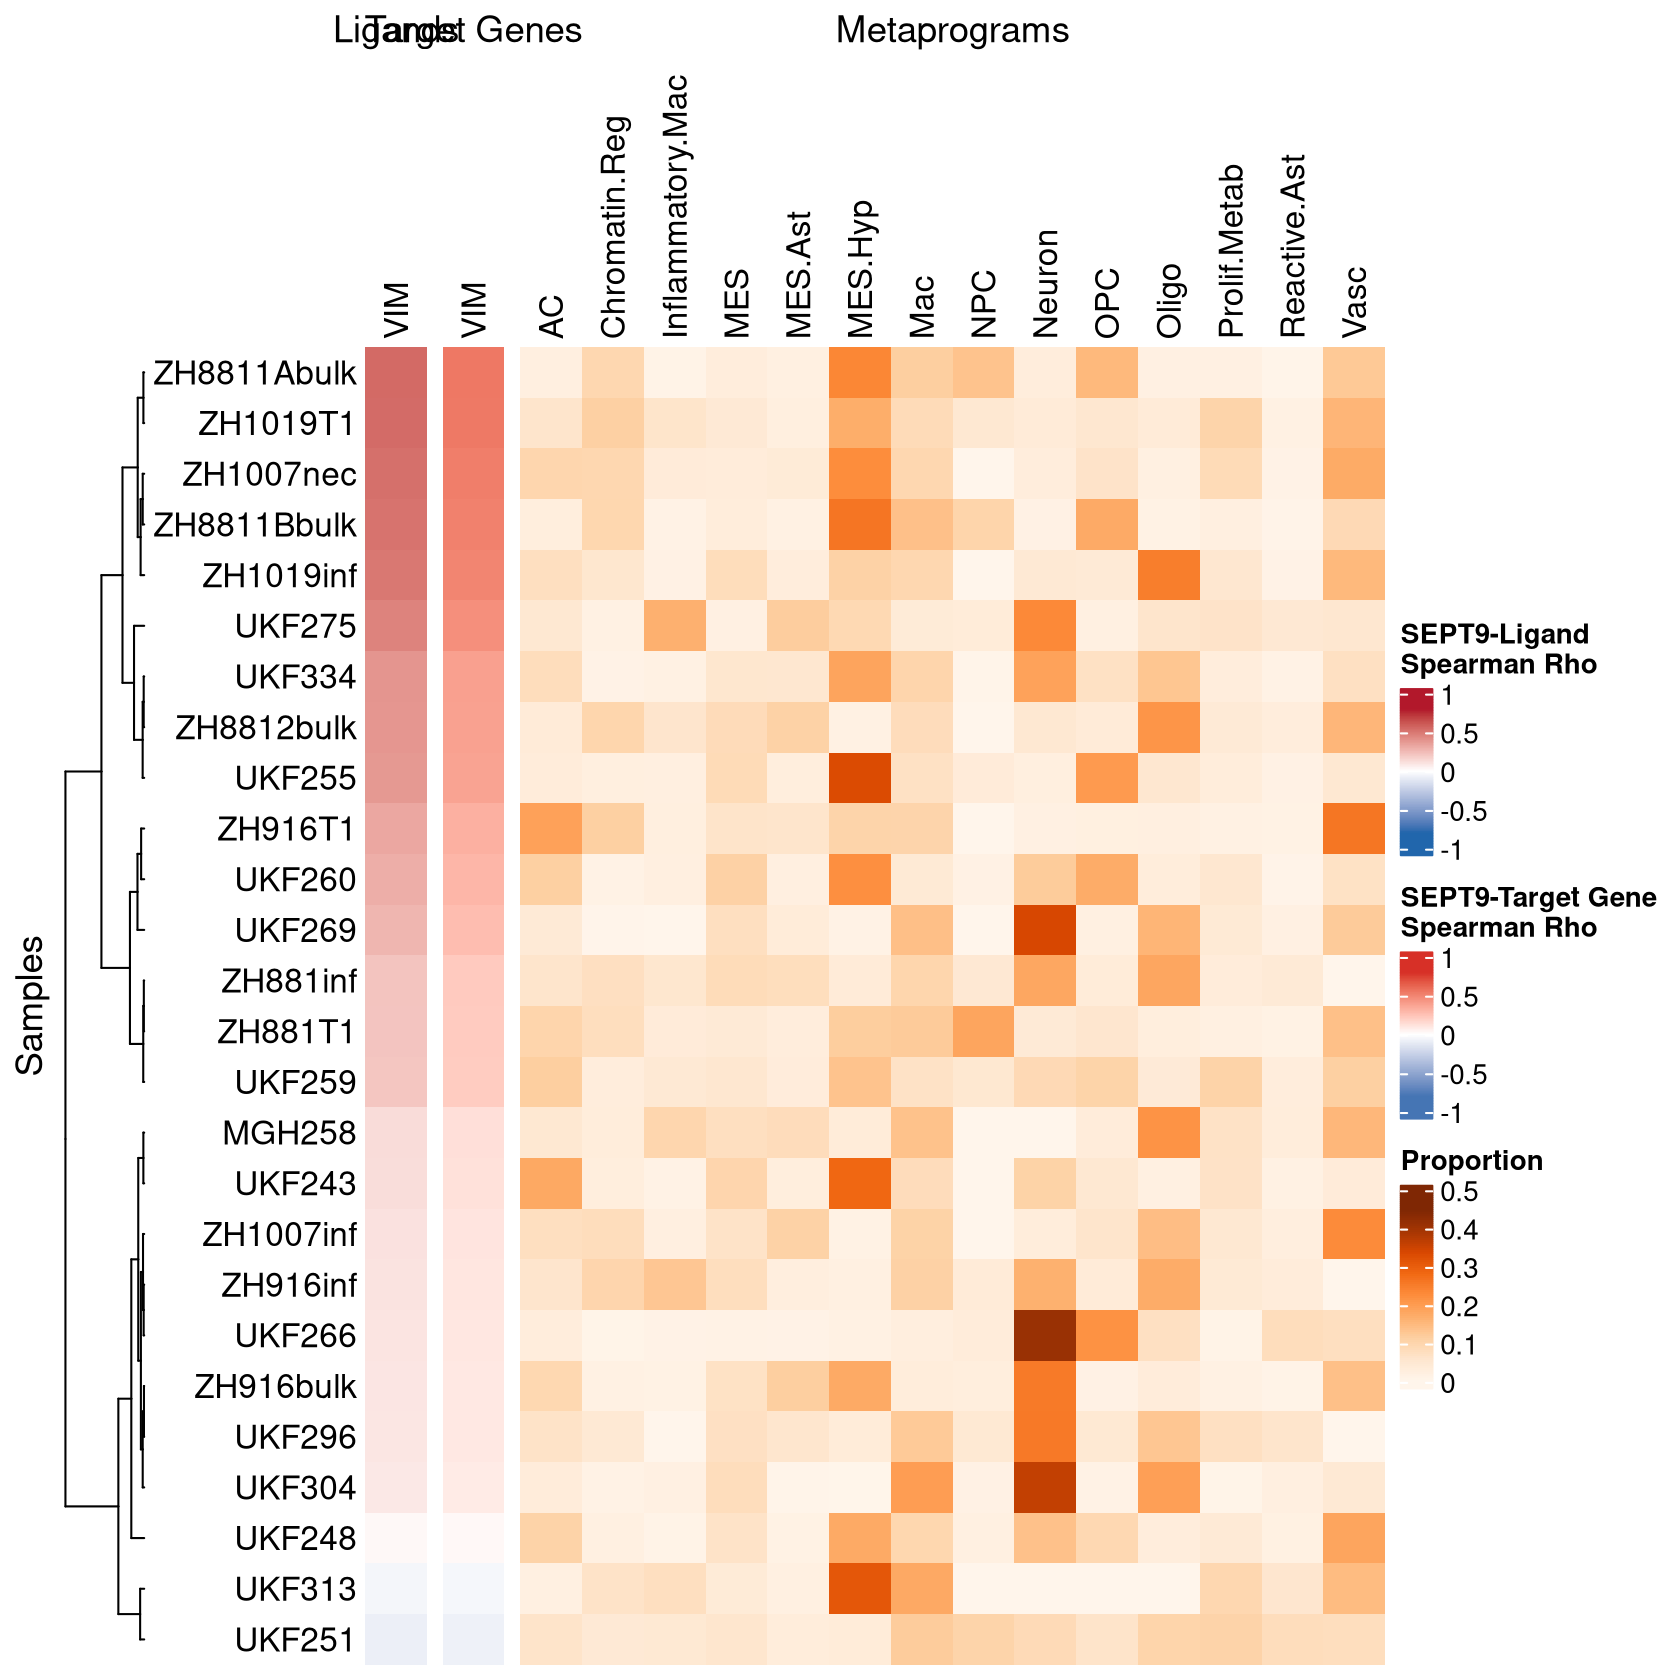 Ligands Target Genes Metaprograms
VIM VIM AC Chromatin.Reg Inflammatory.Mac MES MES.Ast MES.Hyp Mac NPC Neuron OPC Oligo Prolif.Metab Reactive.Ast Vasc
Samples
ZH8811Abulk
ZH1019T1
ZH1007nec
ZH8811Bbulk
ZH1019inf
UKF275
UKF334
ZH8812bulk
UKF255
ZH916T1
UKF260
UKF269
ZH881inf
ZH881T1
UKF259
MGH258
UKF243
ZH1007inf
ZH916inf
UKF266
ZH916bulk
UKF296
UKF304
UKF248
UKF313
UKF251
SEPT9-Ligand
Spearman Rho
1
0.5
0
-0.5
-1
SEPT9-Target Gene
Spearman Rho
1
0.5
0
-0.5
-1
Proportion
0.5
0.4
0.3
0.2
0.1
0